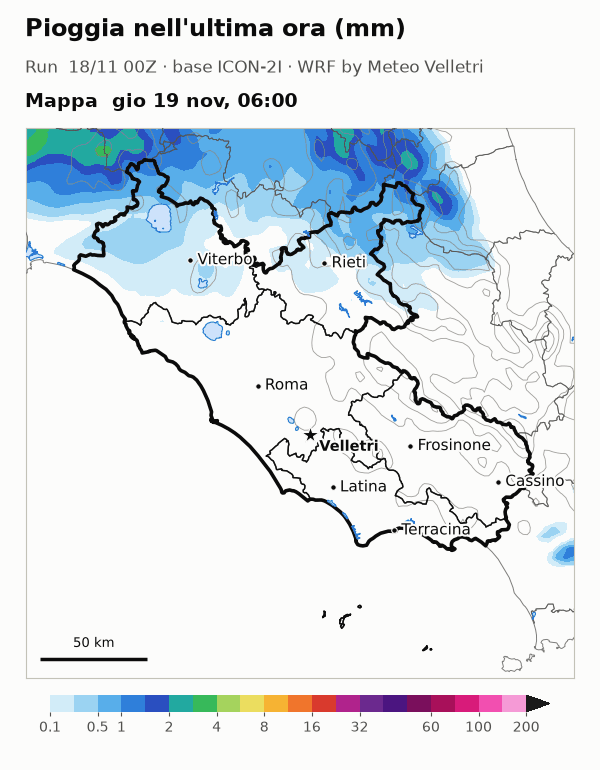 Pioggia nell'ultima ora (mm)
Run 18/11 00Z · base ICON-2I · WRF by Meteo Velletri
Mappa gio 19 nov, 06:00
Viterbo
Rieti
Roma
Velletri
Frosinone
Latina
Cassino
Terracina
50 km
0.1 0.5 1 2 4 8 16 32 60 100 200